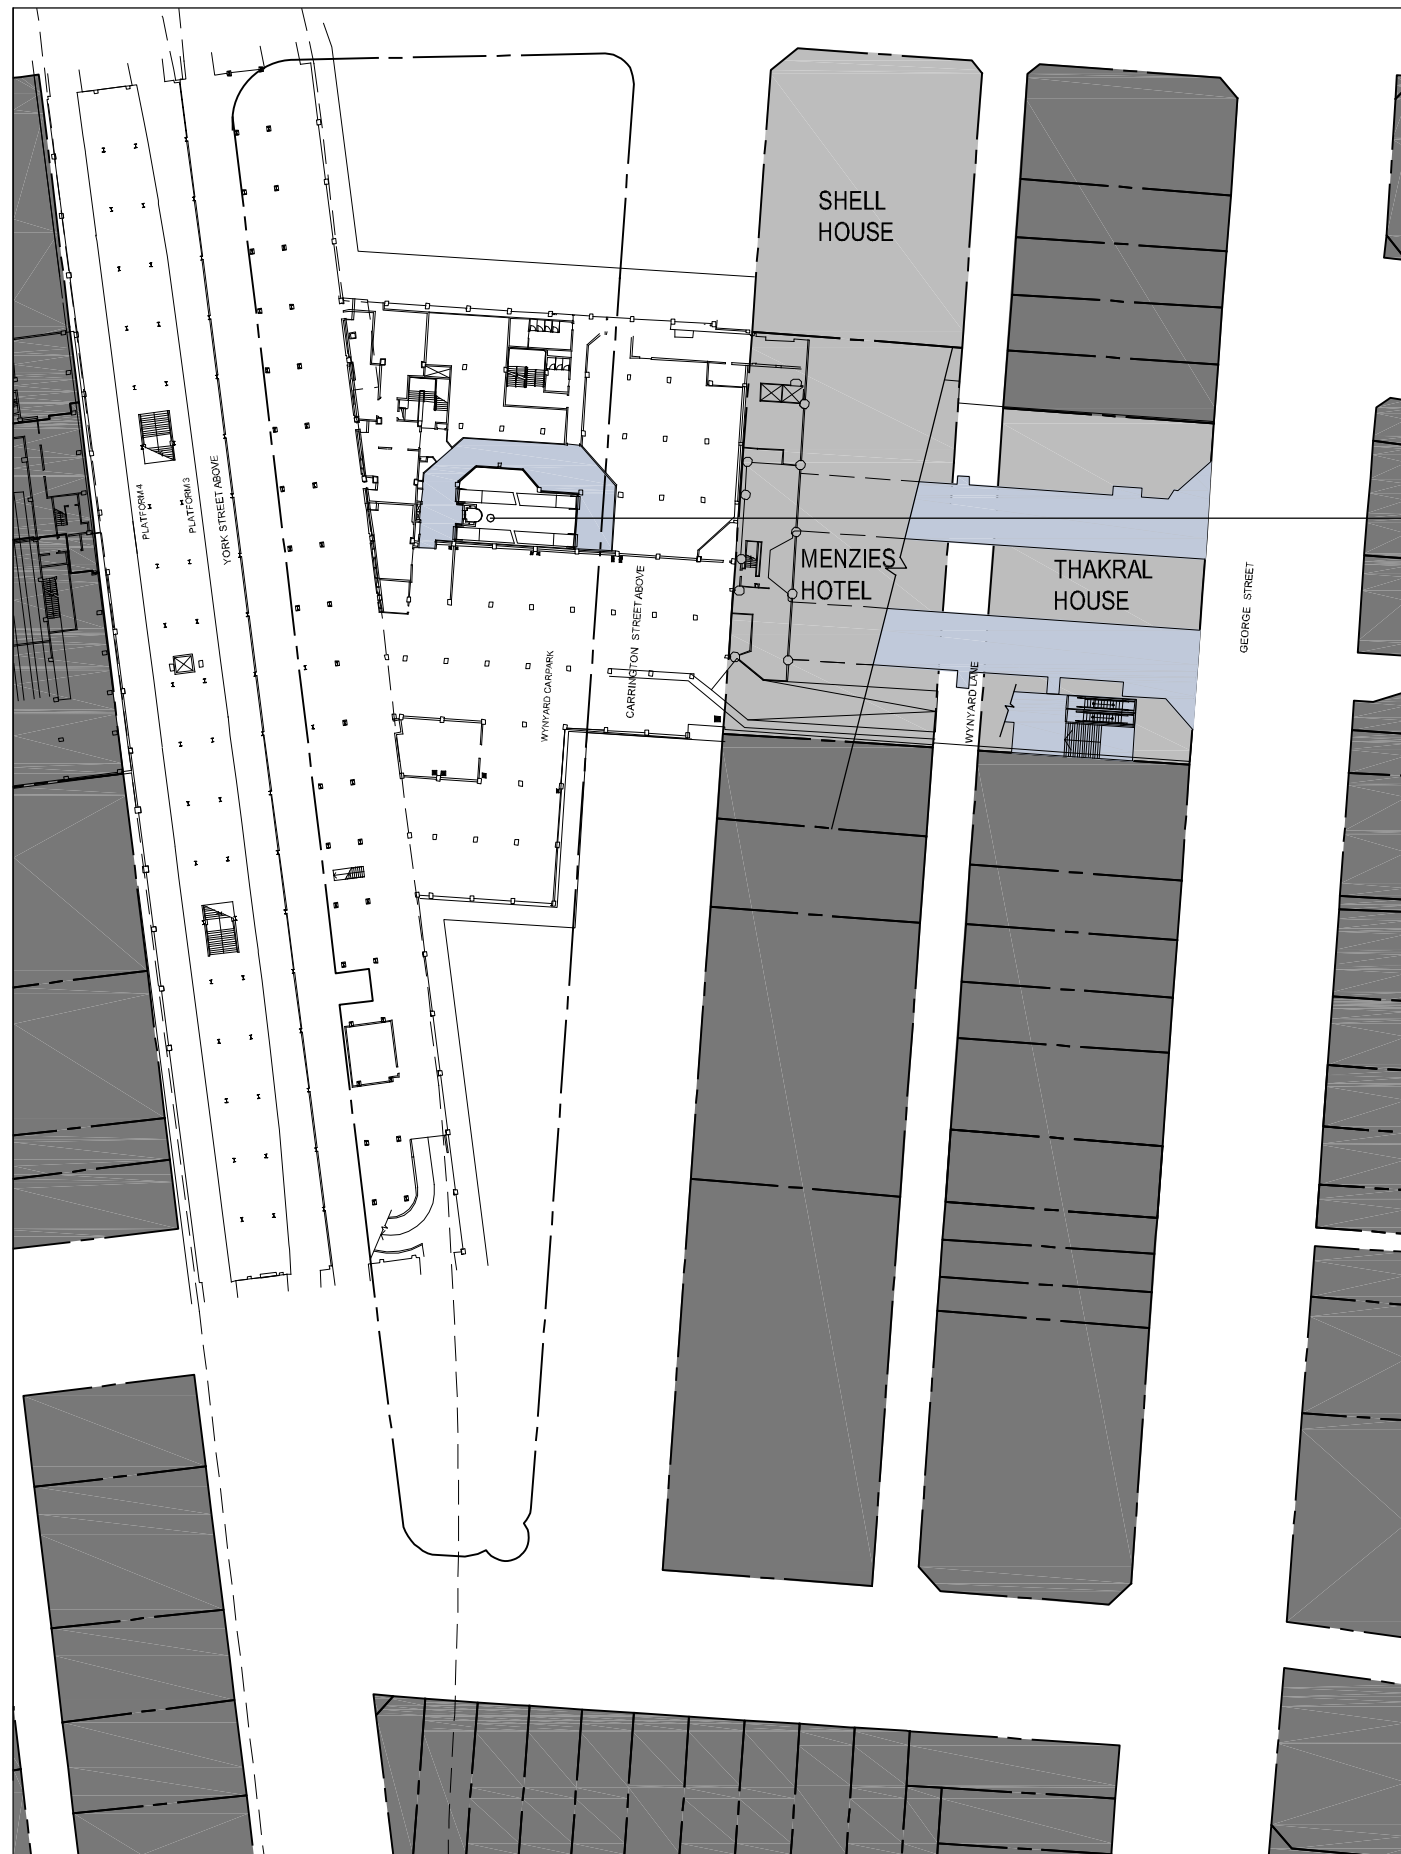 SHELL
HOUSE
PLATFORM 4
PLATFORM 3
YORK STREET ABOVE
MENZIES
HOTEL
THAKRAL
HOUSE
GEORGE STREET
CARRINGTON STREET ABOVE
WYNYARD CARPARK
WYNYARD LANE